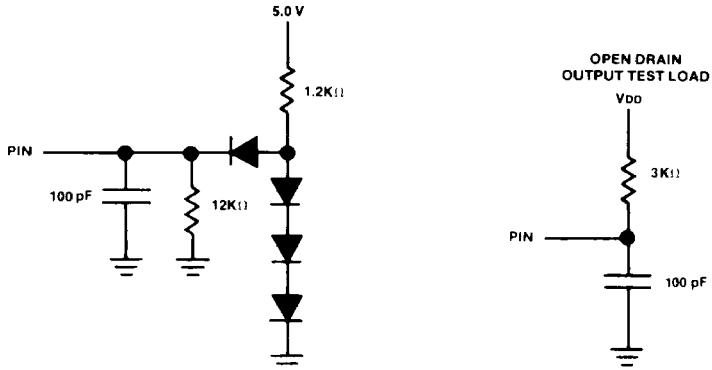 5.0 V
1.2KΩ
PIN
100 pF
12KΩ
OPEN DRAIN
OUTPUT TEST LOAD
VDD
3KΩ
PIN
100 pF